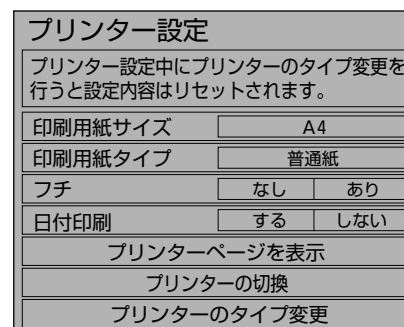 プリンター設定
プリンター設定中にプリンターのタイプ変更を
行うと設定内容はリセットされます。
印刷用紙サイズ A4
印刷用紙タイプ 普通紙
フチ なし あり
日付印刷 する しない
プリンターページを表示
プリンターの切換
プリンターのタイプ変更